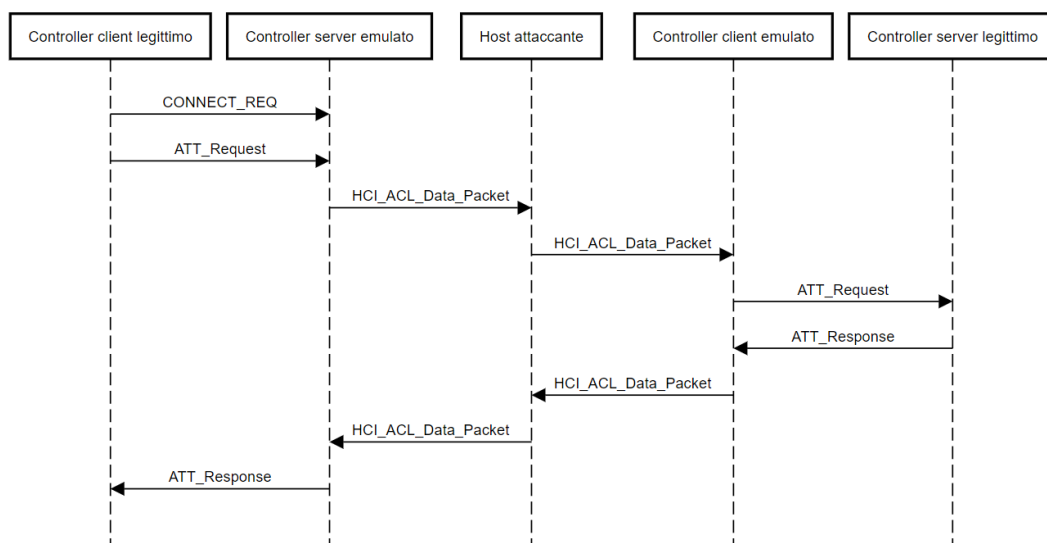 Controller client legittimo
Controller server emulato
Host attaccante
Controller client emulato
Controller server legittimo
CONNECT_REQ
ATT_Request
HCI_ACL_Data_Packet
HCI_ACL_Data_Packet
ATT_Request
ATT_Response
HCI_ACL_Data_Packet
HCI_ACL_Data_Packet
ATT_Response